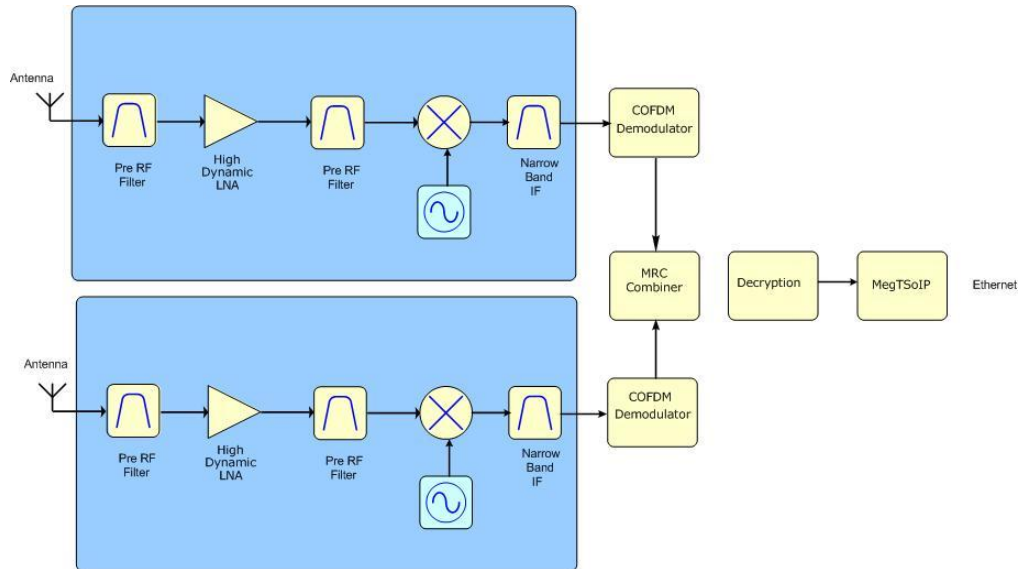 Antenna
Pre RF
Filter
High
Dynamic
LNA
Pre RF
Filter
Narrow
Band
IF
COFDM
Demodulator
MRC
Combiner
Decryption
MegTSoIP
Ethernet
Antenna
Pre RF
Filter
High
Dynamic
LNA
Pre RF
Filter
Narrow
Band
IF
COFDM
Demodulator